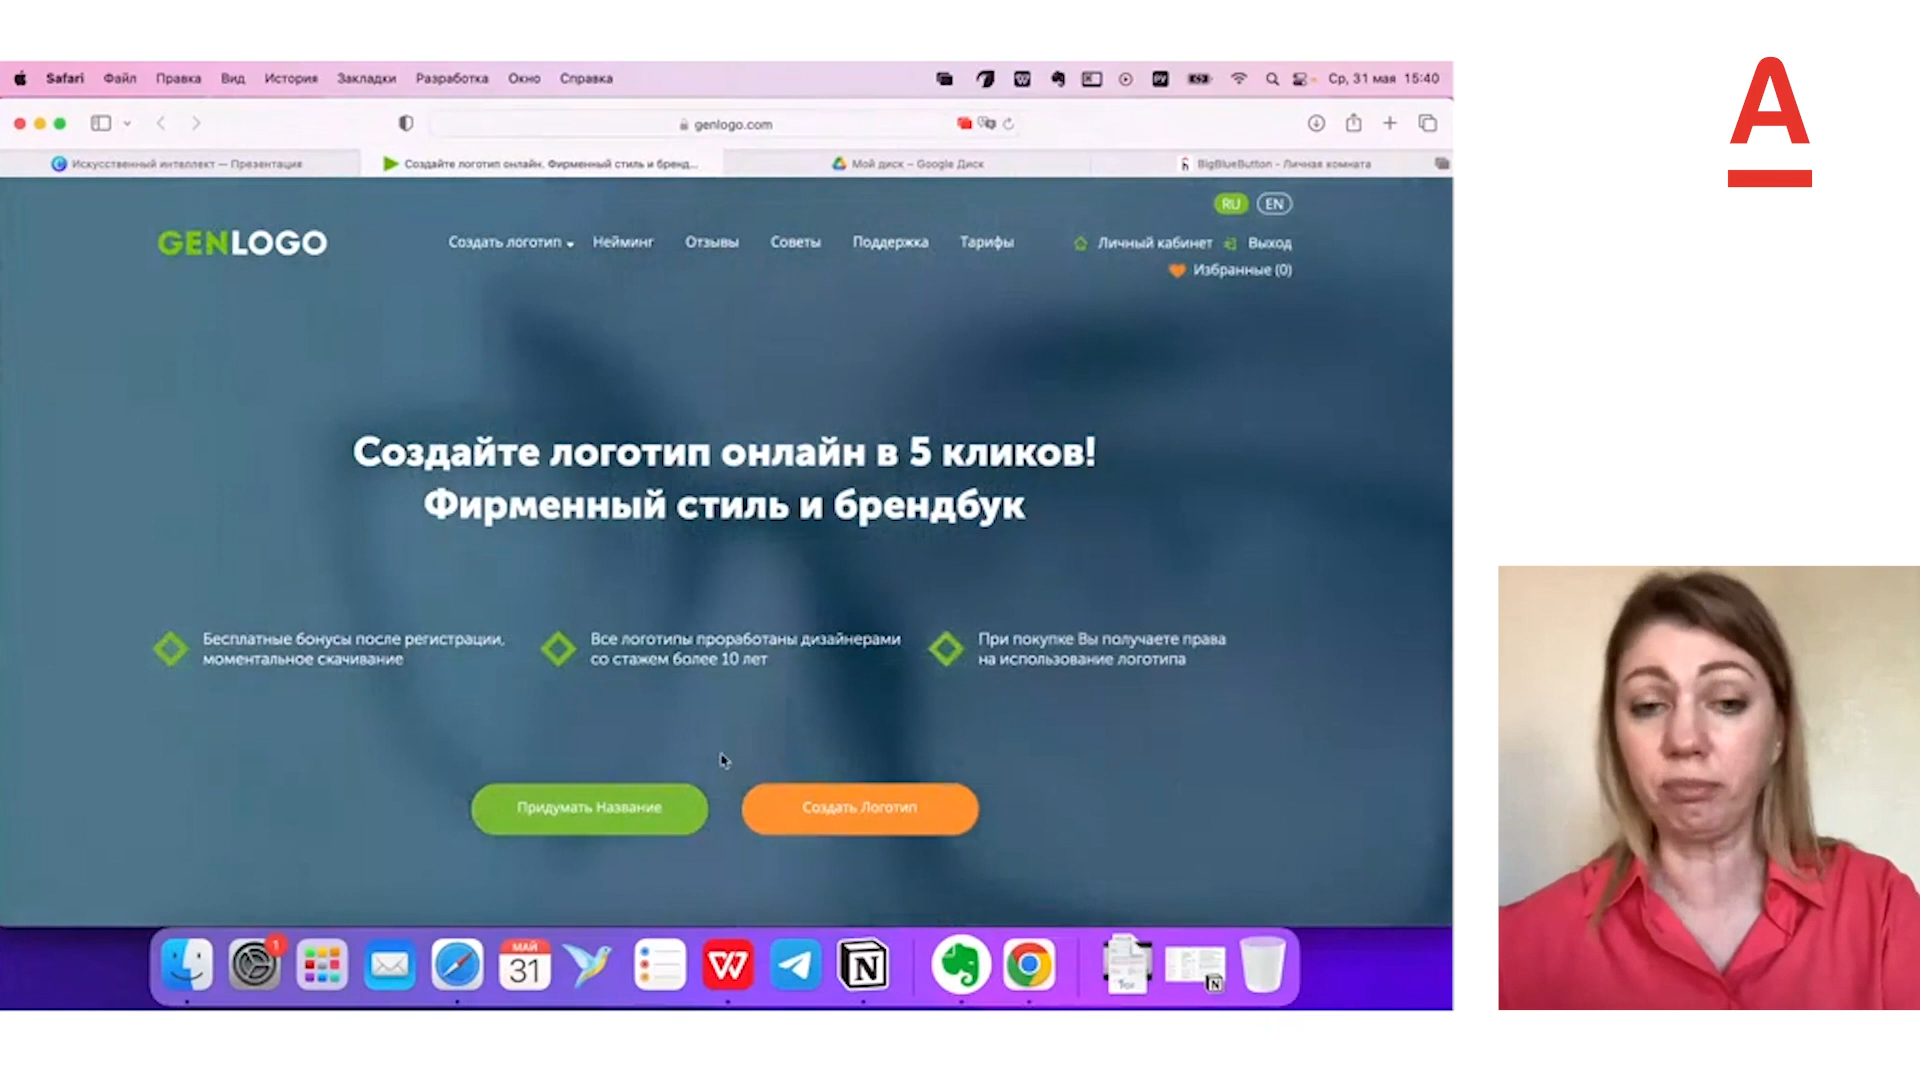 Safari Файл Правка Вид История Закладки Разработка Окно Справка
Ср, 31 мая 15:40
genlogo.com
Искусственный интеллект — Презентация
Создайте логотип онлайн. Фирменный стиль и бренд...
Мой диск – Google Диск
BigBlueButton - Личная комната
RU EN
GENLOGO
Создать логотип Нейминг Отзывы Советы Поддержка Тарифы
Личный кабинет Выход
Избранные (0)
Создайте логотип онлайн в 5 кликов!
Фирменный стиль и брендбук
Бесплатные бонусы после регистрации,
моментальное скачивание
Все логотипы проработаны дизайнерами
со стажем более 10 лет
При покупке Вы получаете права
на использование логотипа
Придумать Название
Создать Логотип
1
МАЙ
31
A